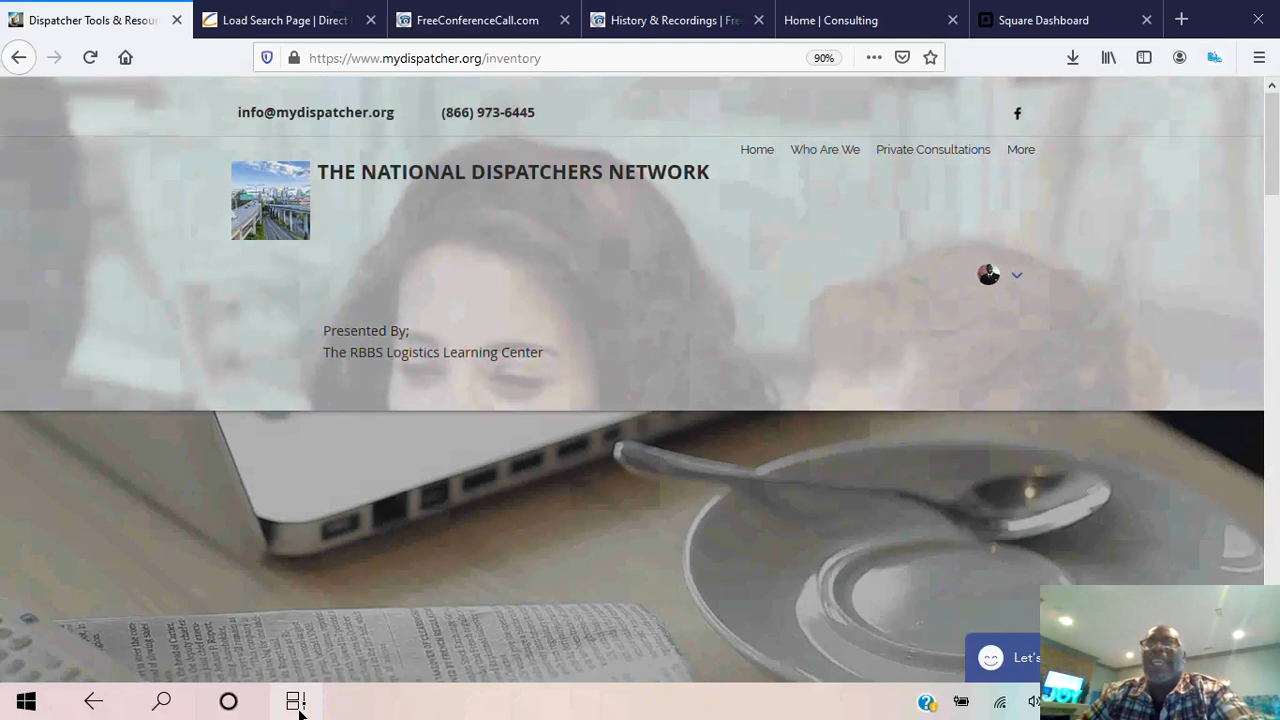 Dispatcher Tools & Resou
Load Search Page | Direct
FreeConferenceCall.com
History & Recordings | Fre
Home | Consulting
Square Dashboard
https://www.mydispatcher.org/inventory
90%
info@mydispatcher.org
(866) 973-6445
Home
Who Are We
Private Consultations
More
THE NATIONAL DISPATCHERS NETWORK
Presented By;
The RBBS Logistics Learning Center
Let's
JOY